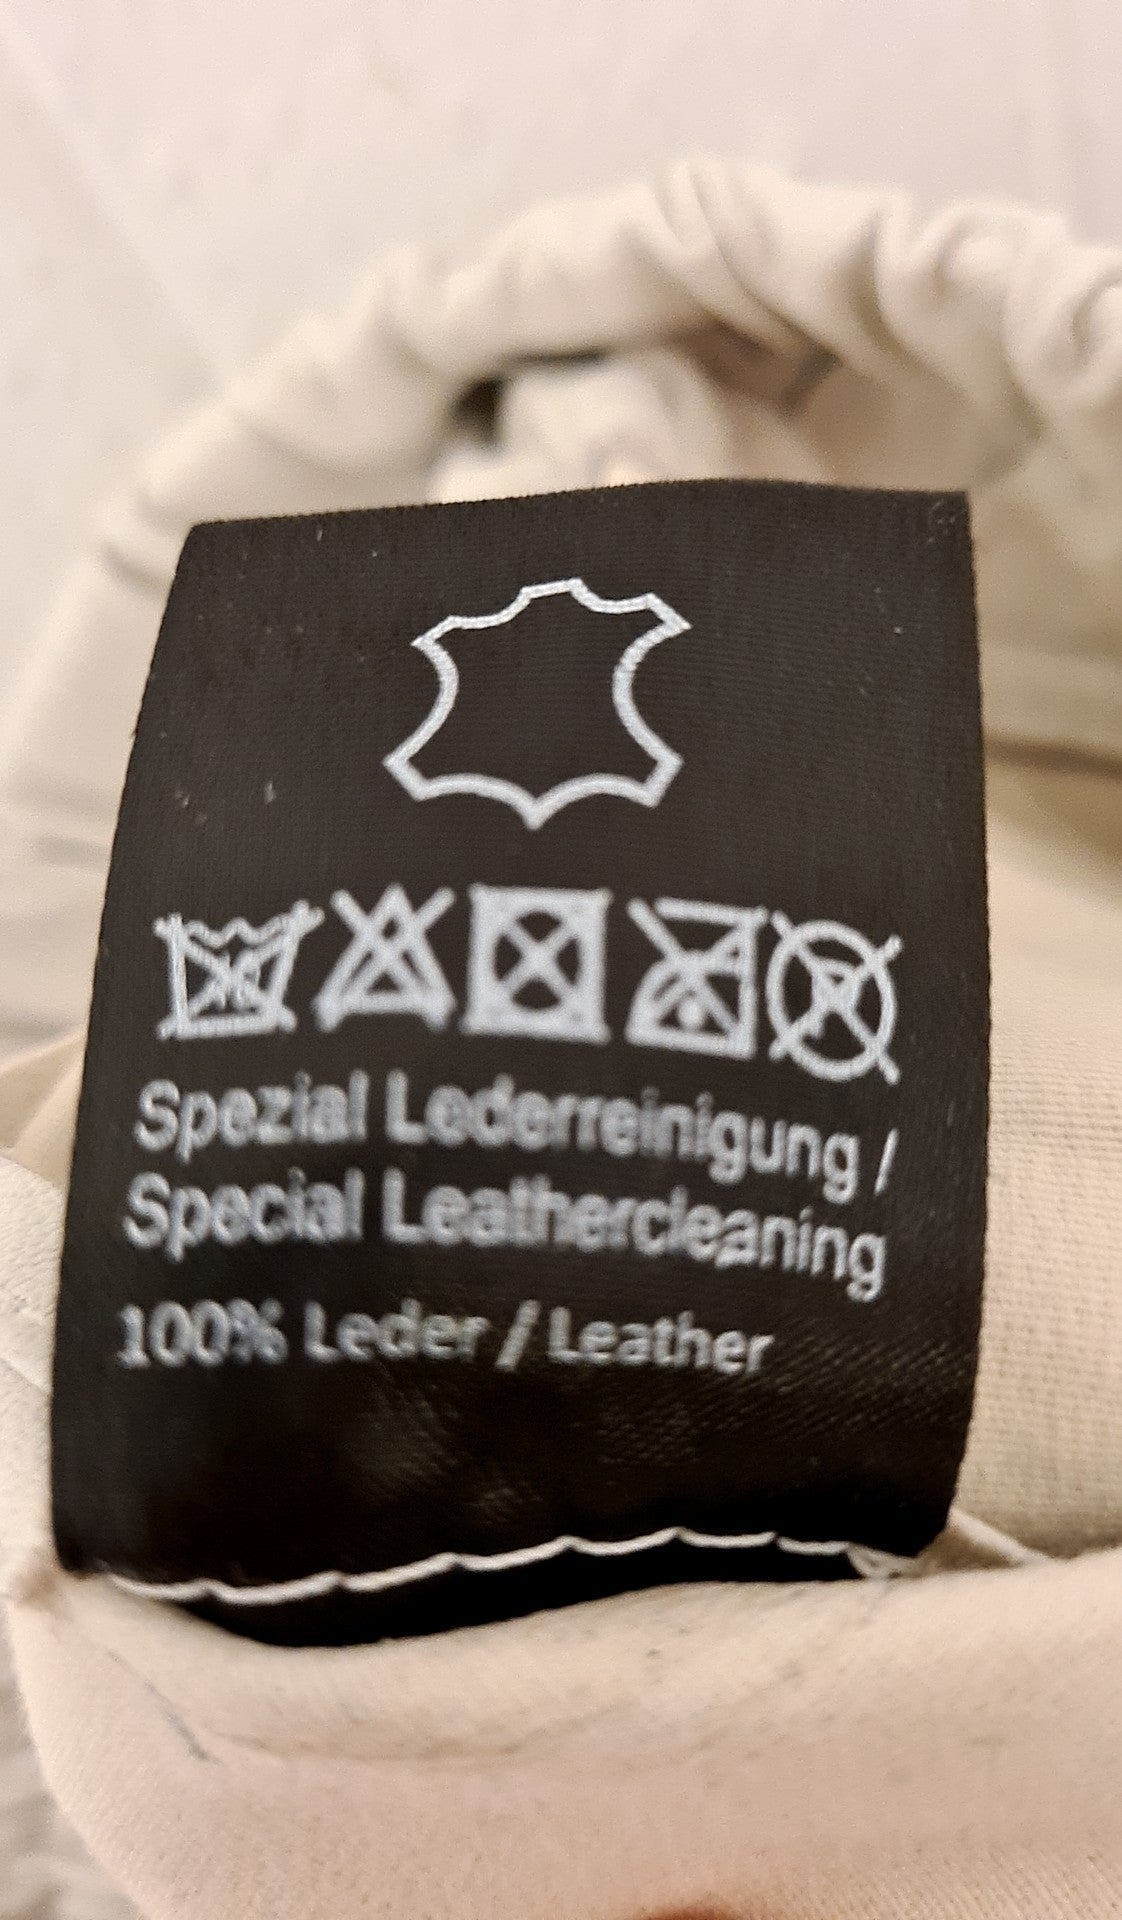 Spezial Lederreinigung /
Special Leathercleaning
100% Leder / Leather